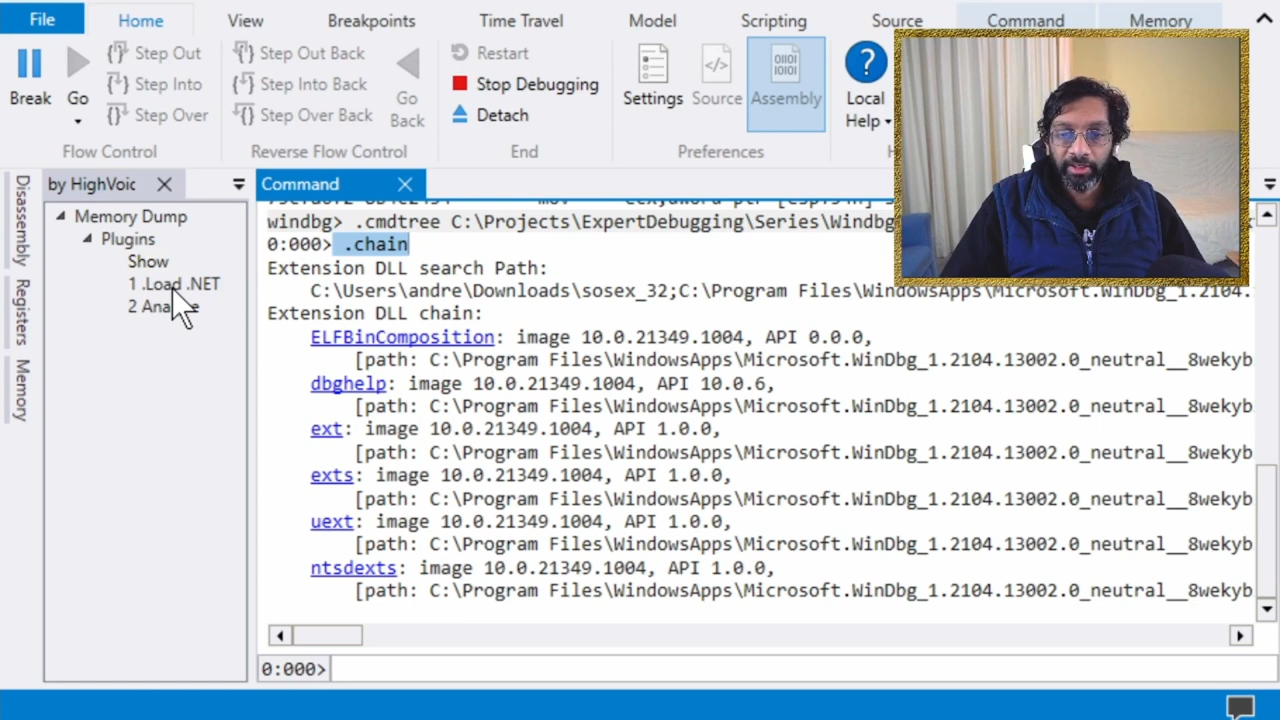 File Home View Breakpoints Time Travel Model Scripting Source Command Memory
Break
Go
Step Out
Step Into
Step Over
Flow Control
Step Out Back
Step Into Back
Step Over Back
Go
Back
Reverse Flow Control
Restart
Stop Debugging
Detach
End
Settings
Source
Assembly
Preferences
Local
Help
Disassembly
Registers
Memory
by HighVoic
Memory Dump
Plugins
Show
1 .Load .NET
2
Command
windbg> .cmdtree C:\Projects\ExpertDebugging\Series\Windbg
0:000> .chain
Extension DLL search Path:
C:\Users\andre\Downloads\sosex_32;C:\Program Files\WindowsApps\Microsoft.WinDbg_1.2104.
Extension DLL chain:
ELFBinComposition: image 10.0.21349.1004, API 0.0.0,
[path: C:\Program Files\WindowsApps\Microsoft.WinDbg_1.2104.13002.0_neutral__8wekyb
dbghelp: image 10.0.21349.1004, API 10.0.6,
[path: C:\Program Files\WindowsApps\Microsoft.WinDbg_1.2104.13002.0_neutral__8wekyb
ext: image 10.0.21349.1004, API 1.0.0,
[path: C:\Program Files\WindowsApps\Microsoft.WinDbg_1.2104.13002.0_neutral__8wekyb
exts: image 10.0.21349.1004, API 1.0.0,
[path: C:\Program Files\WindowsApps\Microsoft.WinDbg_1.2104.13002.0_neutral__8wekyb
uext: image 10.0.21349.1004, API 1.0.0,
[path: C:\Program Files\WindowsApps\Microsoft.WinDbg_1.2104.13002.0_neutral__8wekyb
ntsdexts: image 10.0.21349.1004, API 1.0.0,
[path: C:\Program Files\WindowsApps\Microsoft.WinDbg_1.2104.13002.0_neutral__8wekyb
0:000>